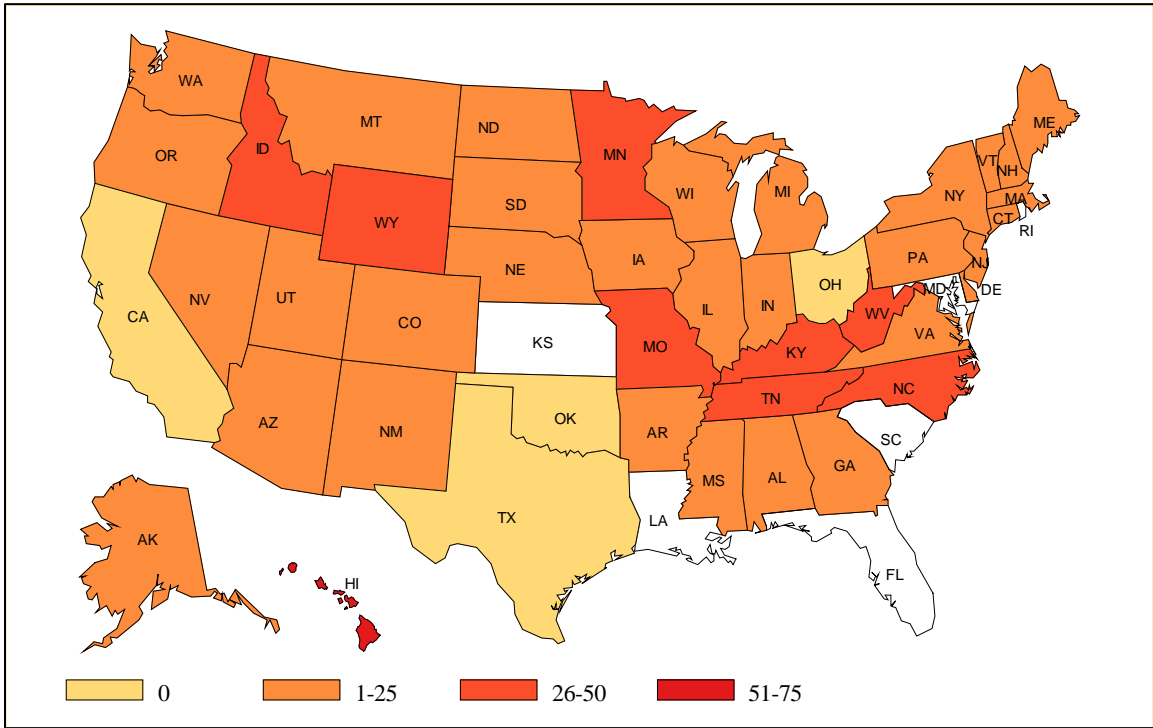 WA
MT
ND
MN
ME
OR
ID
WI
MI
VT
NH
NY
MA
SD
WY
CT
RI
IA
PA
NE
NJ
NV
UT
OH
MD
DE
CA
CO
IL
IN
WV
VA
KS
MO
KY
NC
TN
AZ
NM
OK
AR
SC
GA
MS
AL
TX
LA
AK
FL
HI
0
1-25
26-50
51-75